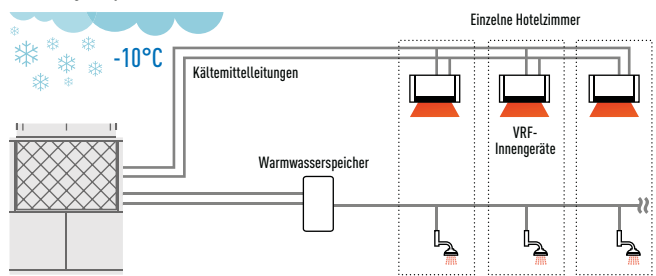 Einzelne Hotelzimmer
-10°C
Kältemittelleitungen
VRF-
Innengeräte
Warmwasserspeicher